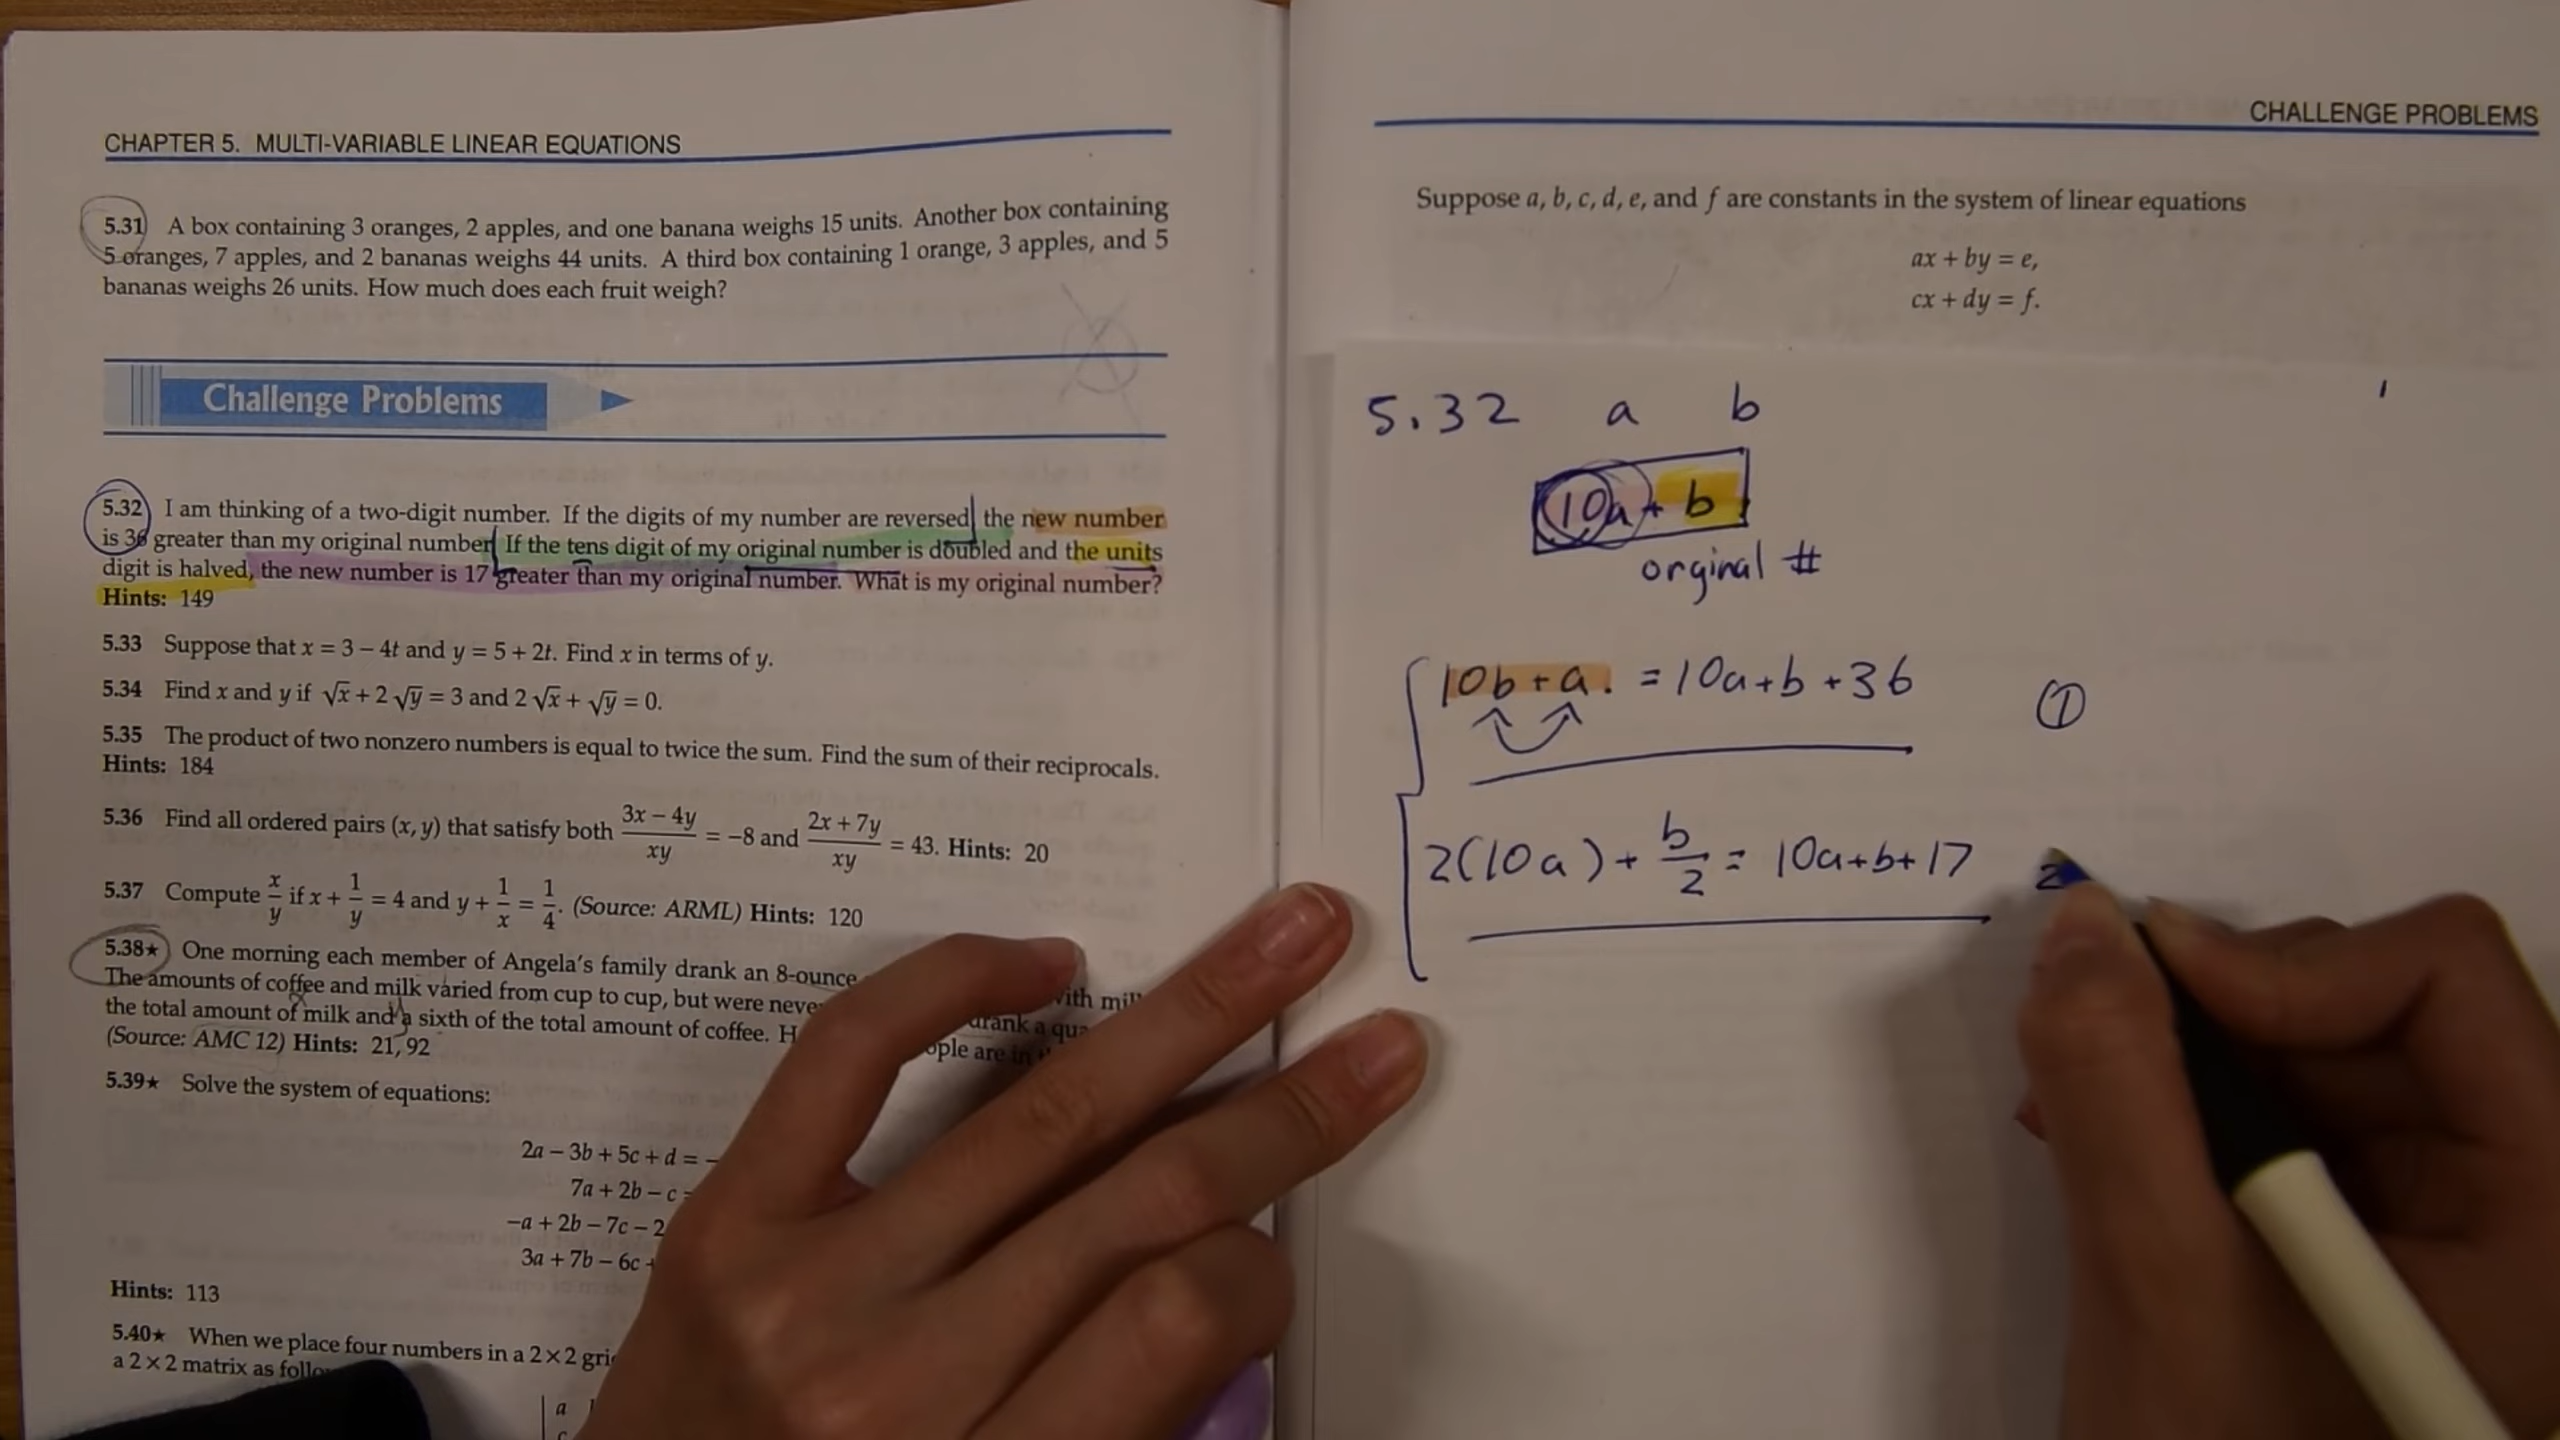 CHAPTER 5. MULTI-VARIABLE LINEAR EQUATIONS
5.31 A box containing 3 oranges, 2 apples, and one banana weighs 15 units. Another box containing
5 oranges, 7 apples, and 2 bananas weighs 44 units. A third box containing 1 orange, 3 apples, and 5
bananas weighs 26 units. How much does each fruit weigh?
Challenge Problems
5.32 I am thinking of a two-digit number. If the digits of my number are reversed, the new number
is 36 greater than my original number. If the tens digit of my original number is doubled and the units
digit is halved, the new number is 17 greater than my original number. What is my original number?
Hints: 149
5.33 Suppose that x = 3 – 4t and y = 5 + 2t. Find x in terms of y.
5.34 Find x and y if √x + 2√y = 3 and 2√x + √y = 0.
5.35 The product of two nonzero numbers is equal to twice the sum. Find the sum of their reciprocals.
Hints: 184
5.36 Find all ordered pairs (x, y) that satisfy both (3x – 4y)/xy = –8 and (2x + 7y)/xy = 43. Hints: 20
5.37 Compute x/y if x + 1/y = 4 and y + 1/x = 1/4. (Source: ARML) Hints: 120
5.38★ One morning each member of Angela's family drank an 8-ounce with
The amounts of coffee and milk varied from cup to cup, but were drank a
the total amount of milk and a sixth of the total amount of coffee. are in
(Source: AMC 12) Hints: 21, 92
5.39★ Solve the system of equations:
2a – 3b + 5c + d =
7a + 2b – c =
–a + 2b – 7c – 2
3a + 7b – 6c +
Hints: 113
5.40★ When we place four numbers in a 2 × 2
a 2 × 2 matrix as
a
CHALLENGE PROBLEMS
Suppose a, b, c, d, e, and f are constants in the system of linear equations
ax + by = e,
cx + dy = f.
5.32 a b
10a + b
orginal #
10b + a = 10a + b + 36 ①
2(10a) + b/2 = 10a + b + 17 2